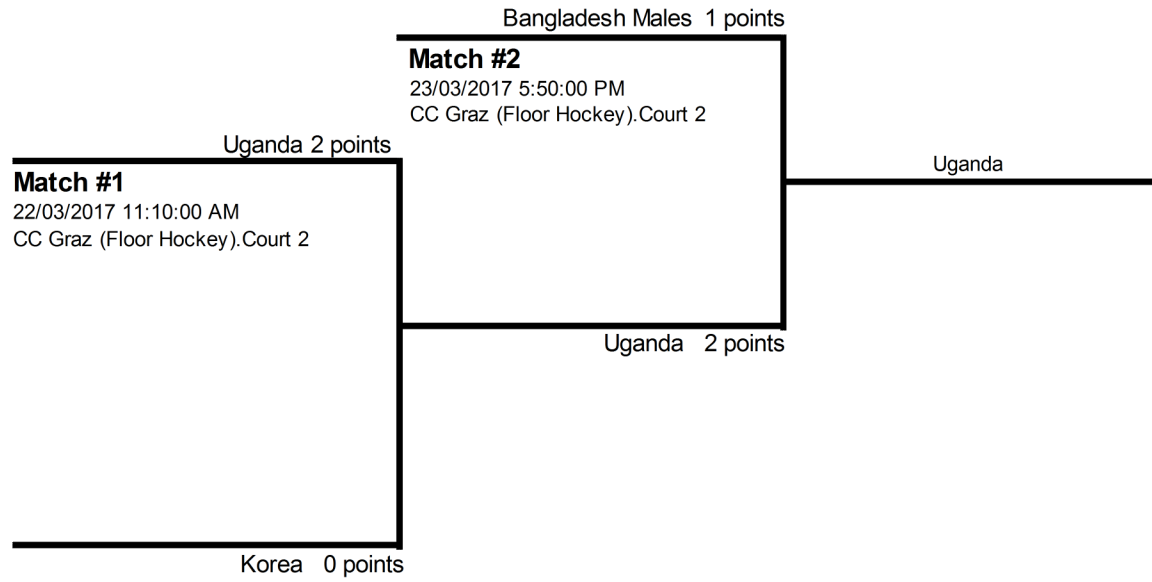 Bangladesh Males 1 points
Match #2
23/03/2017 5:50:00 PM
CC Graz (Floor Hockey).Court 2
Uganda 2 points
Match #1
22/03/2017 11:10:00 AM
CC Graz (Floor Hockey).Court 2
Uganda
Uganda 2 points
Korea 0 points